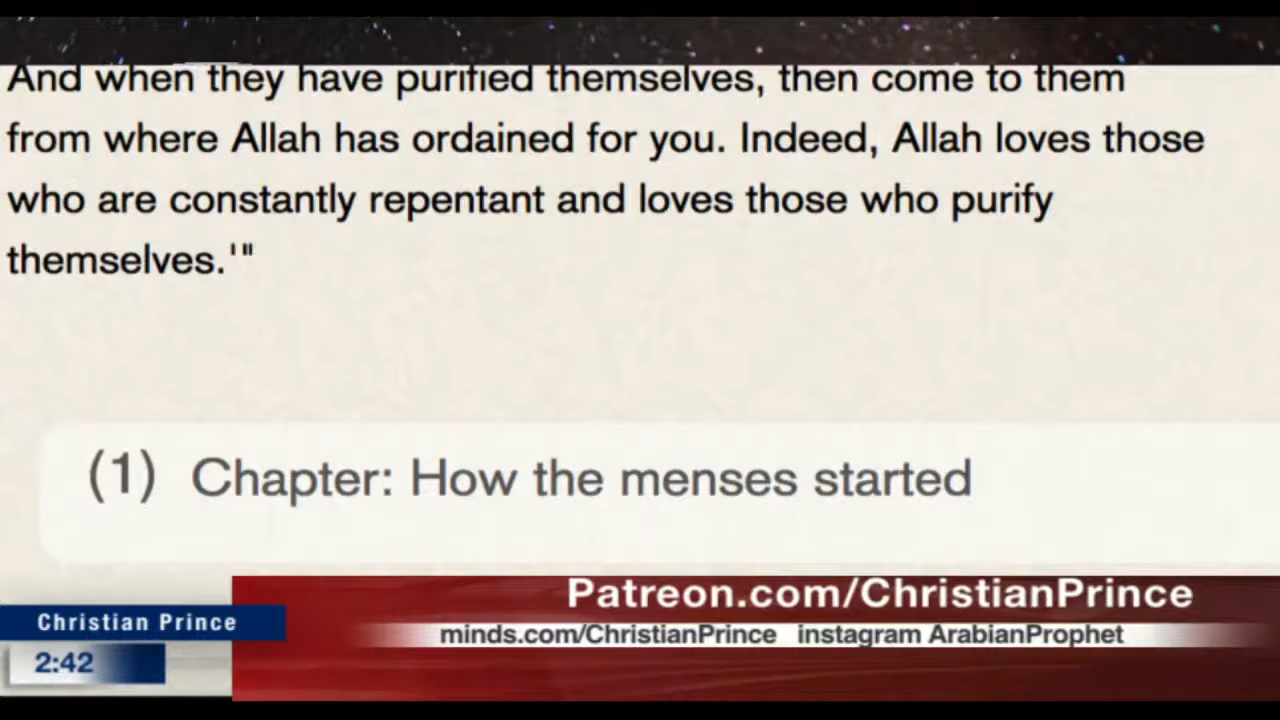 And when they have purified themselves, then come to them
from where Allah has ordained for you. Indeed, Allah loves those
who are constantly repentant and loves those who purify
themselves.'"
(1) Chapter: How the menses started
Patreon.com/ChristianPrince
Christian Prince
minds.com/ChristianPrince instagram ArabianProphet
2:42